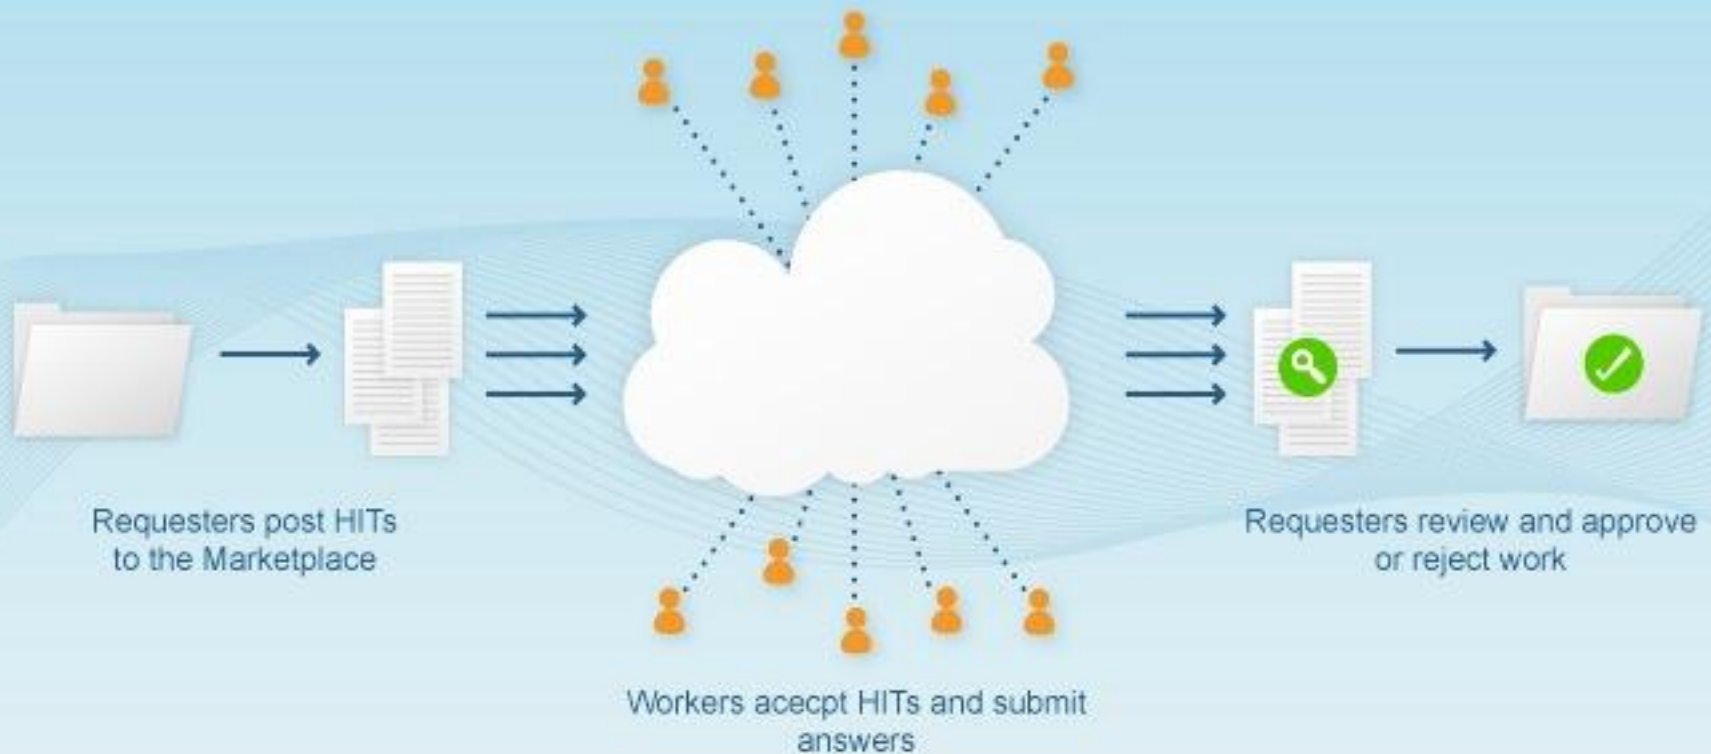 Requesters post HITs
to the Marketplace
Workers acecpt HITs and submit
answers
Requesters review and approve
or reject work